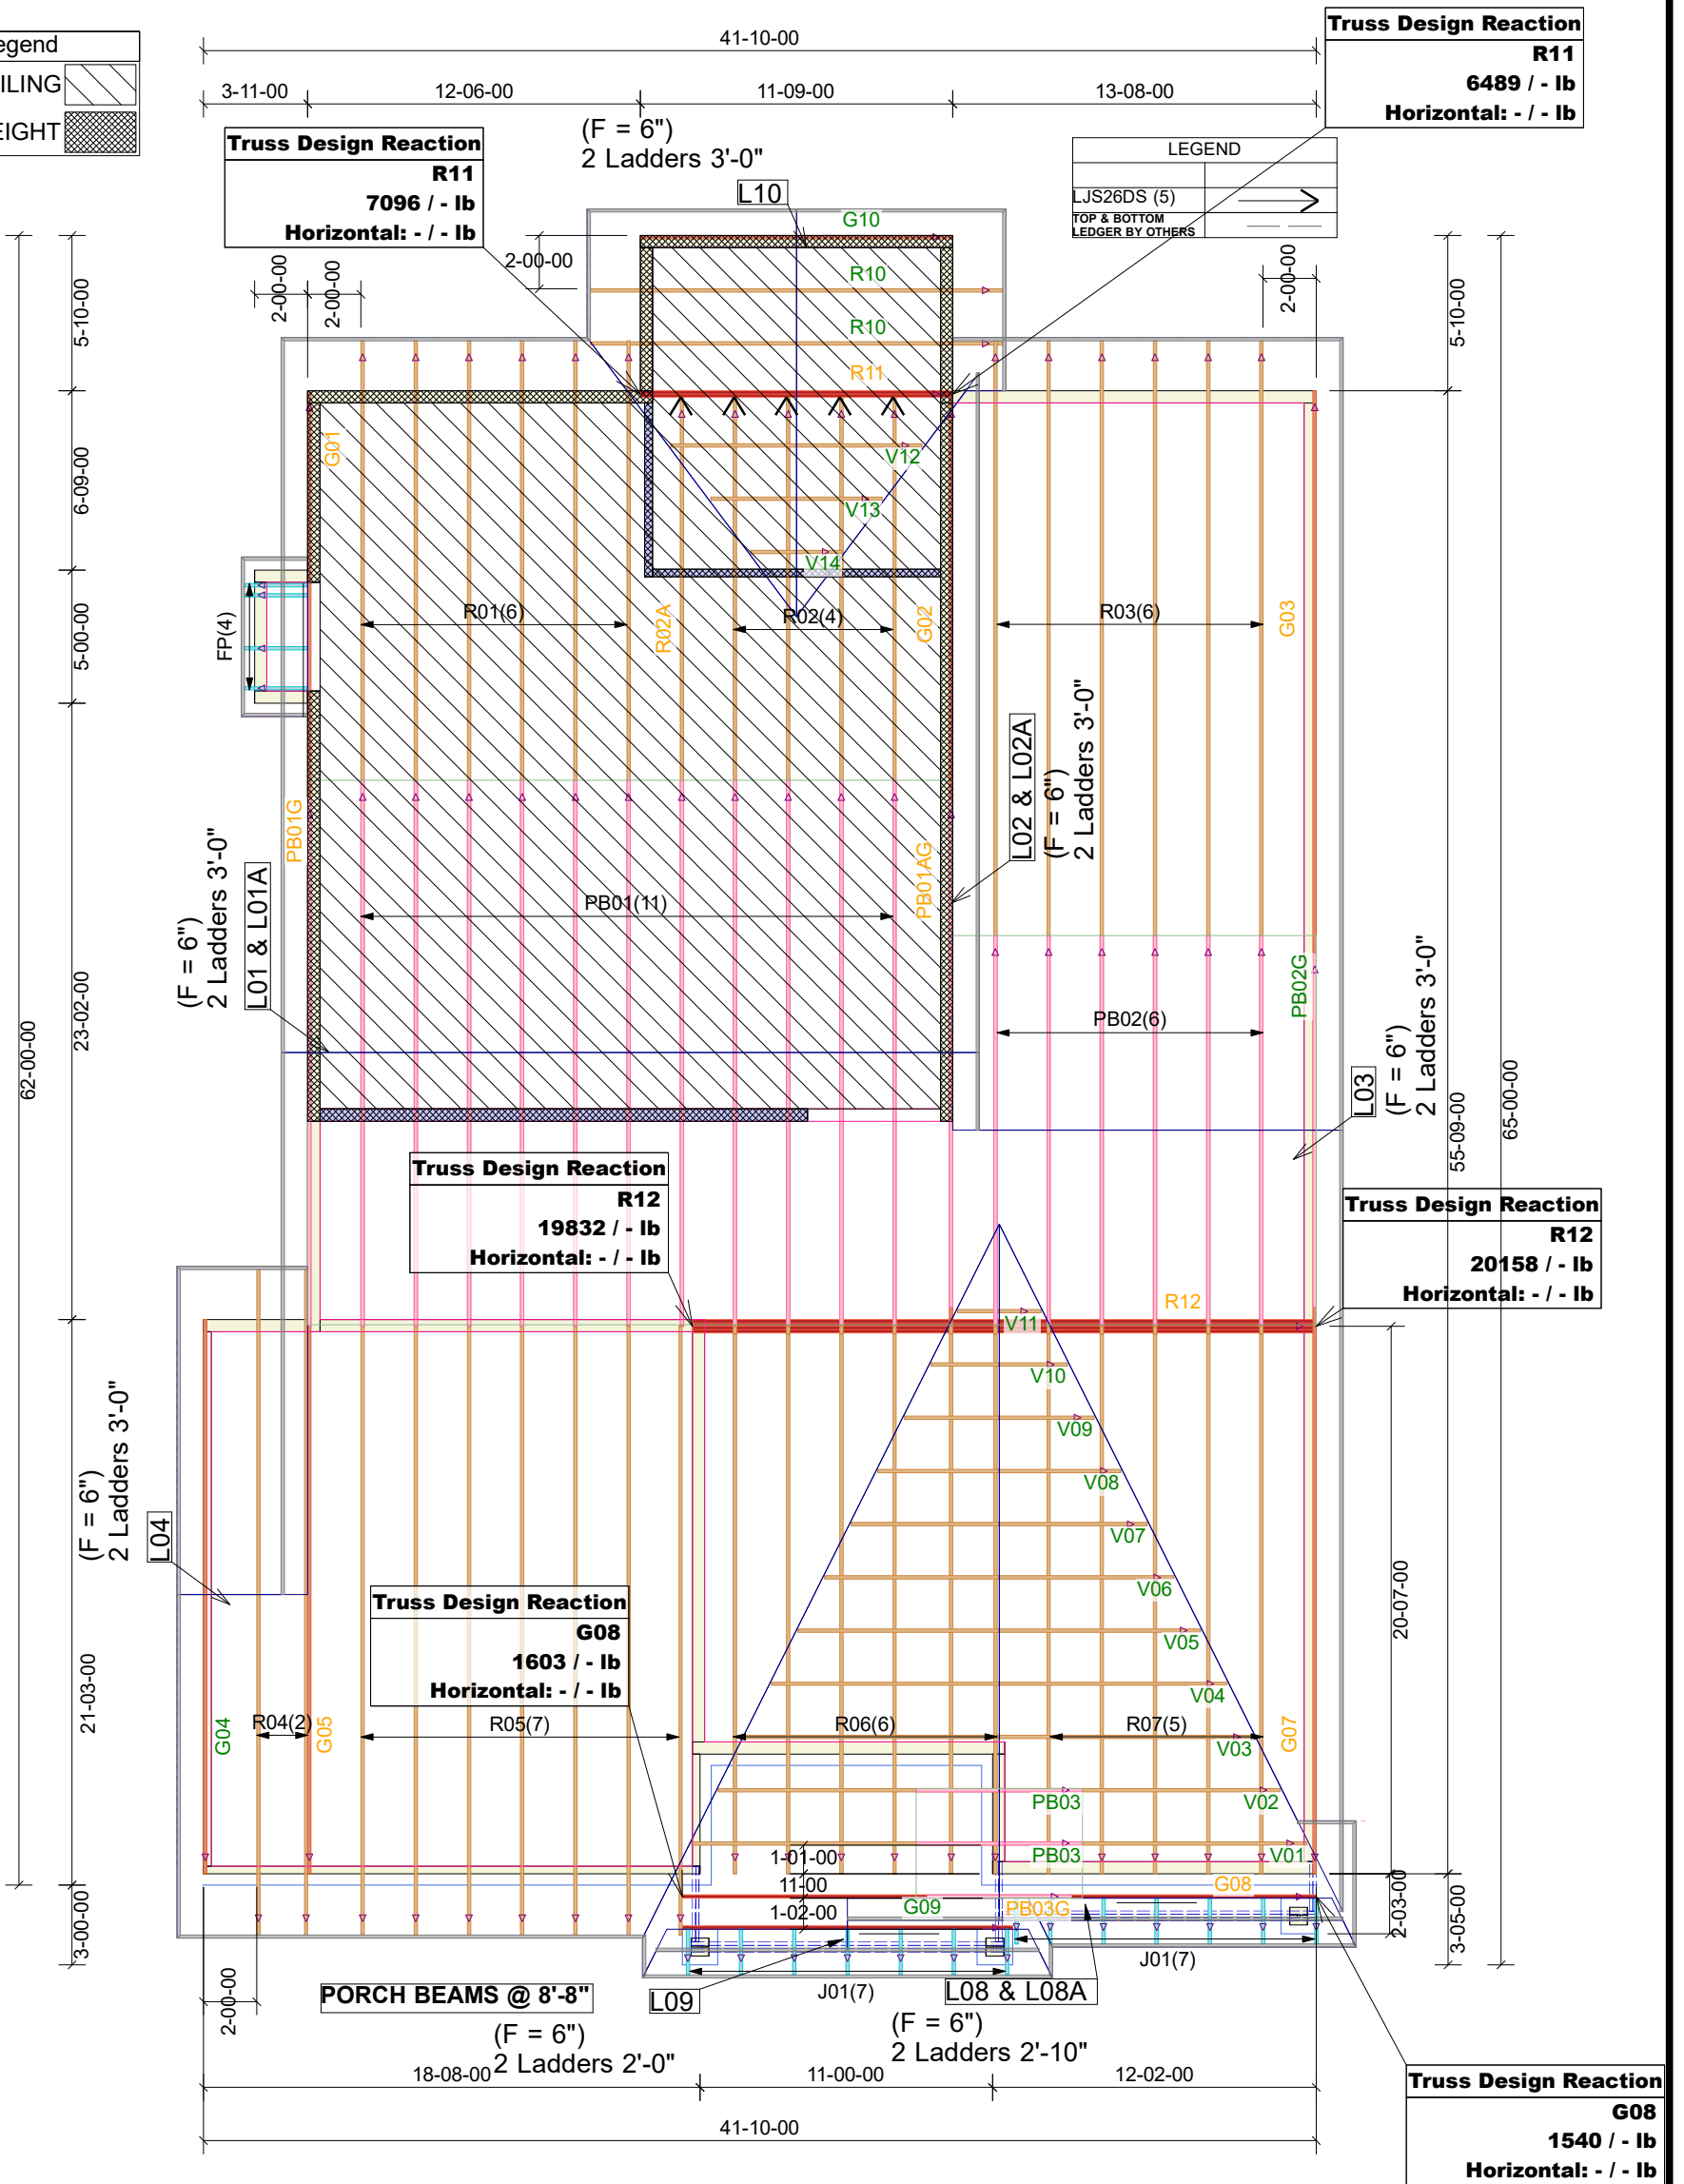 41-10-00
Truss Design Reaction
R11
6489 / - lb
Horizontal: - / - lb
egend
ILING
EIGHT
3-11-00
12-06-00
11-09-00
13-08-00
(F = 6")
2 Ladders 3'-0"
Truss Design Reaction
R11
7096 / - lb
Horizontal: - / - lb
LEGEND
LJS26DS (5)
TOP & BOTTOM
LEDGER BY OTHERS
L10
G10
2-00-00
2-00-00
2-00-00
2-00-00
R10
R10
R11
5-10-00
5-10-00
6-09-00
G01
V12
V13
V14
FP(4)
5-00-00
R01(6)
R02A
R02(4)
G02
R03(6)
G03
PB01G
L02 & L02A
(F = 6")
2 Ladders 3'-0"
PB01AG
PB01(11)
(F = 6")
2 Ladders 3'-0"
L01 & L01A
PB02G
PB02(6)
23-02-00
62-00-00
L03
(F = 6")
2 Ladders 3'-0"
55-09-00
65-00-00
Truss Design Reaction
R12
19832 / - lb
Horizontal: - / - lb
Truss Design Reaction
R12
20158 / - lb
Horizontal: - / - lb
R12
V11
V10
V09
V08
V07
V06
V05
V04
V03
V02
V01
(F = 6")
2 Ladders 3'-0"
L04
20-07-00
21-03-00
Truss Design Reaction
G08
1603 / - lb
Horizontal: - / - lb
G04
R04(2)
G05
R05(7)
R06(6)
R07(5)
G07
PB03
PB03
1-01-00
11-00
1-02-00
G09
PB03G
G08
2-03-00
3-05-00
3-00-00
2-00-00
J01(7)
J01(7)
PORCH BEAMS @ 8'-8"
L09
L08 & L08A
(F = 6")
2 Ladders 2'-0"
(F = 6")
2 Ladders 2'-10"
18-08-00
11-00-00
12-02-00
41-10-00
Truss Design Reaction
G08
1540 / - lb
Horizontal: - / - lb